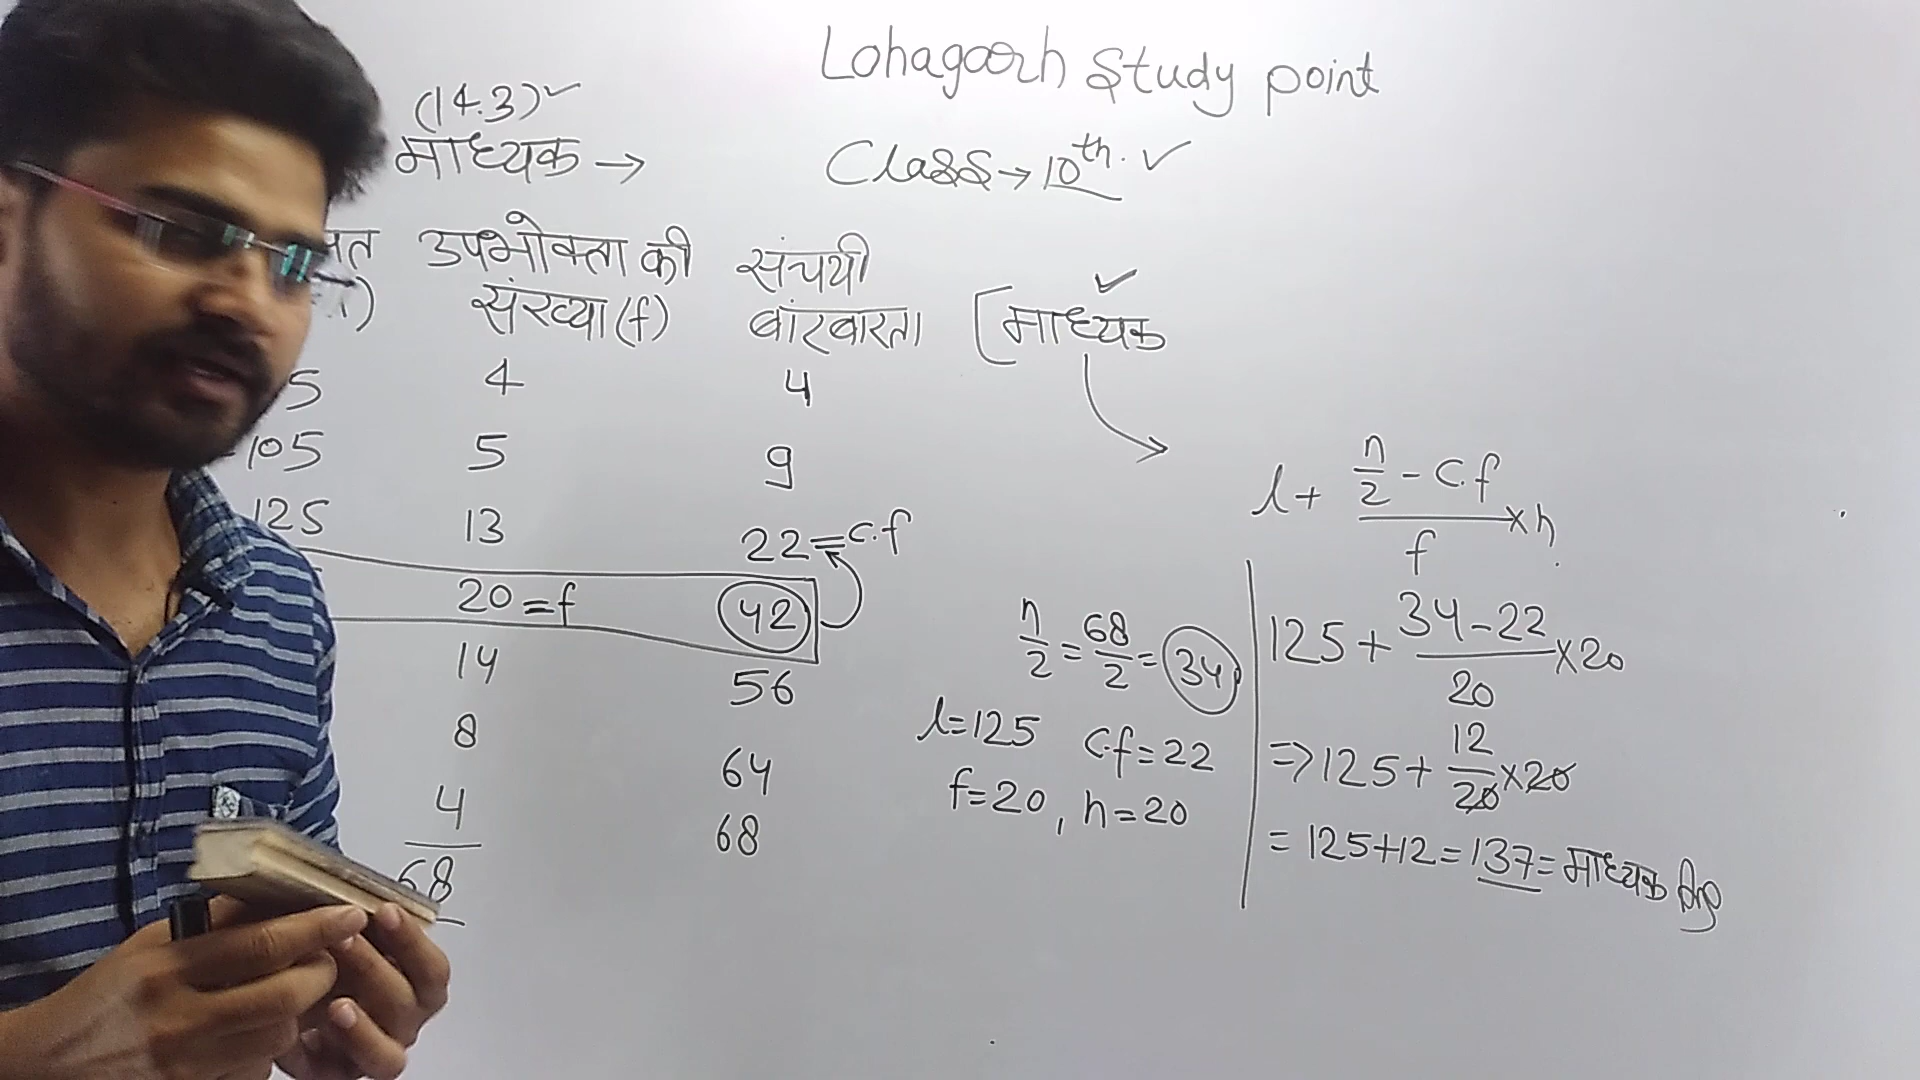 Lohagarh Study point
(14.3) ✓
माध्यक →
Class → 10th. ✓
उपभोक्ता की संख्या (f)
संचयी बांरबारता
[माध्यक ✓
5 4 4
105 5 9
125 13 22 = c.f
20 = f 42
14 56
8 64
4 68
68
l + (n/2 - c.f)/f × h
n/2 = 68/2 = 34
l = 125 c.f = 22
f = 20, h = 20
125 + (34 - 22)/20 × 20
⇒ 125 + 12/20 × 20
= 125 + 12 = 137 = माध्यक